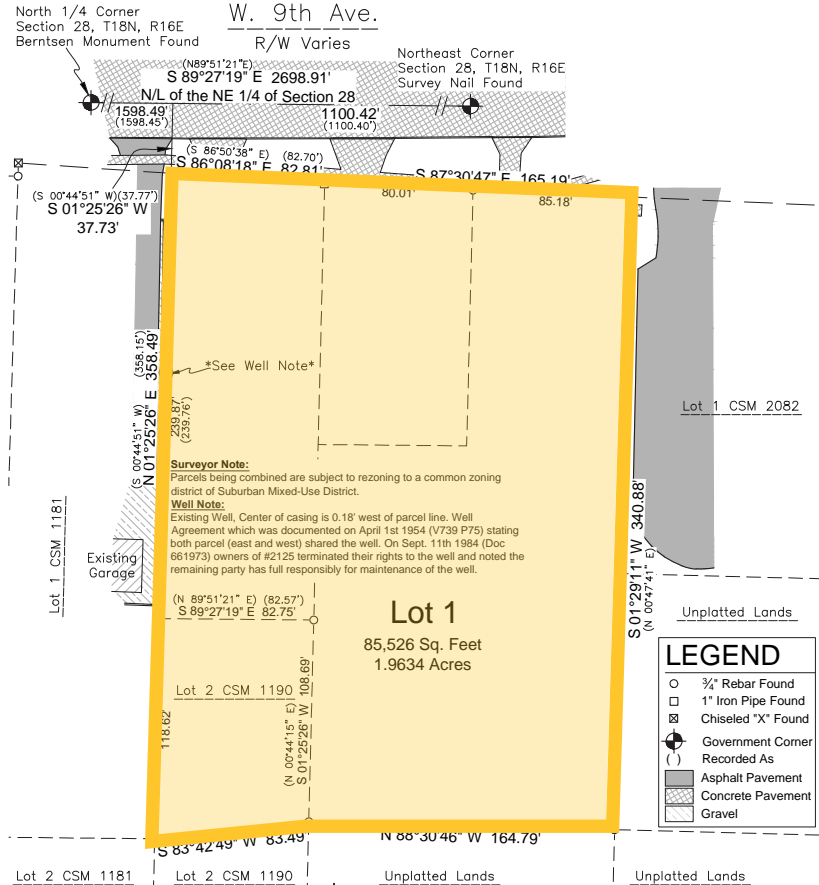 W. 9th Ave.
R/W Varies
North 1/4 Corner
Section 28, T18N, R16E
Berntsen Monument Found
Northeast Corner
Section 28, T18N, R16E
Survey Nail Found
(N89°51'21"E)
S 89°27'19" E 2698.91'
N/L of the NE 1/4 of Section 28
1598.49'
(1598.45')
1100.42'
(1100.40')
(S 86°50'38" E) (82.70')
S 86°08'18" E 82.81'
S 87°30'47" E 165.19'
80.01'
85.18'
(S 00°44'51" W)(37.77')
S 01°25'26" W
37.73'
(358.15')
358.49'
(S 00°44'51" W)
N 01°25'26" E
*See Well Note*
239.87'
(239.76')
Lot 1 CSM 2082
Surveyor Note:
Parcels being combined are subject to rezoning to a common zoning
district of Suburban Mixed-Use District.
Well Note:
Existing Well, Center of casing is 0.18' west of parcel line. Well
Agreement which was documented on April 1st 1954 (V739 P75) stating
both parcel (east and west) shared the well. On Sept. 11th 1984 (Doc
661973) owners of #2125 terminated their rights to the well and noted the
remaining party has full responsibly for maintenance of the well.
Lot 1 CSM 1181
Existing
Garage
S 01°29'11" W 340.88'
(N 00°47'41" E)
(N 89°51'21" E) (82.57')
S 89°27'19" E 82.75'
Lot 1
85,526 Sq. Feet
1.9634 Acres
Unplatted Lands
Lot 2 CSM 1190
118.62'
(N 00°44'15" E)
S 01°25'26" W 108.69'
LEGEND
¾" Rebar Found
1" Iron Pipe Found
Chiseled "X" Found
Government Corner
( ) Recorded As
Asphalt Pavement
Concrete Pavement
Gravel
S 83°42'49" W 83.49'
N 88°30'46" W 164.79'
Lot 2 CSM 1181
Lot 2 CSM 1190
Unplatted Lands
Unplatted Lands